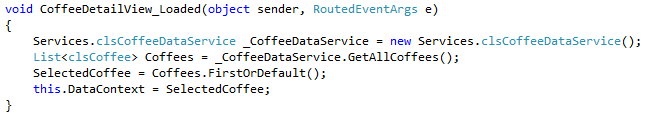 void CoffeeDetailView_Loaded(object sender, RoutedEventArgs e)
{
    Services.clsCoffeeDataService _CoffeeDataService = new Services.clsCoffeeDataService();
    List<clsCoffee> Coffees = _CoffeeDataService.GetAllCoffees();
    SelectedCoffee = Coffees.FirstOrDefault();
    this.DataContext = SelectedCoffee;
}